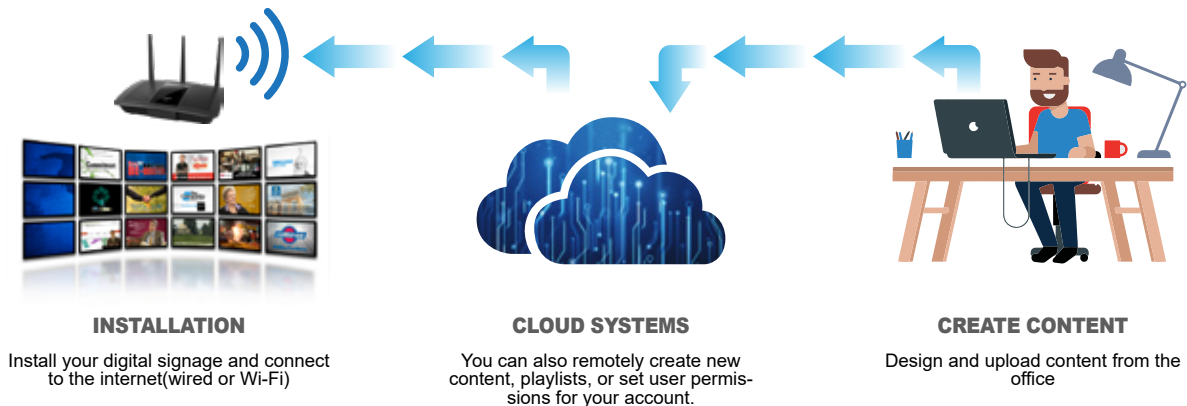 INSTALLATION
Install your digital signage and connect
to the internet(wired or Wi-Fi)
CLOUD SYSTEMS
You can also remotely create new
content, playlists, or set user permis-
sions for your account.
CREATE CONTENT
Design and upload content from the
office